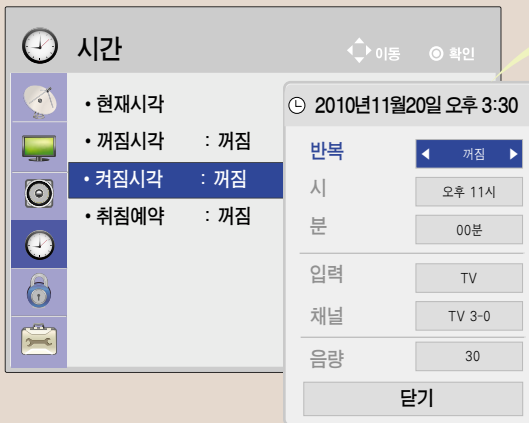 시간
이동 확인
• 현재시각
• 꺼짐시각 : 꺼짐
• 켜짐시각 : 꺼짐
• 취침예약 : 꺼짐
2010년11월20일 오후 3:30
반복 꺼짐
시 오후 11시
분 00분
입력 TV
채널 TV 3-0
음량 30
닫기